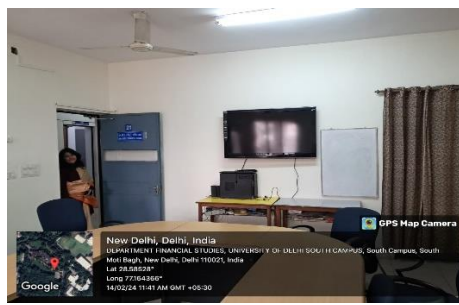 21
GPS Map Camera
New Delhi, Delhi, India
DEPARTMENT FINANCIAL STUDIES, UNIVERSITY OF DELHI SOUTH CAMPUS, South Campus, South
Moti Bagh, New Delhi, Delhi 110021, India
Lat 28.58528°
Long 77.164366°
14/02/24 11:41 AM GMT +05:30
Google